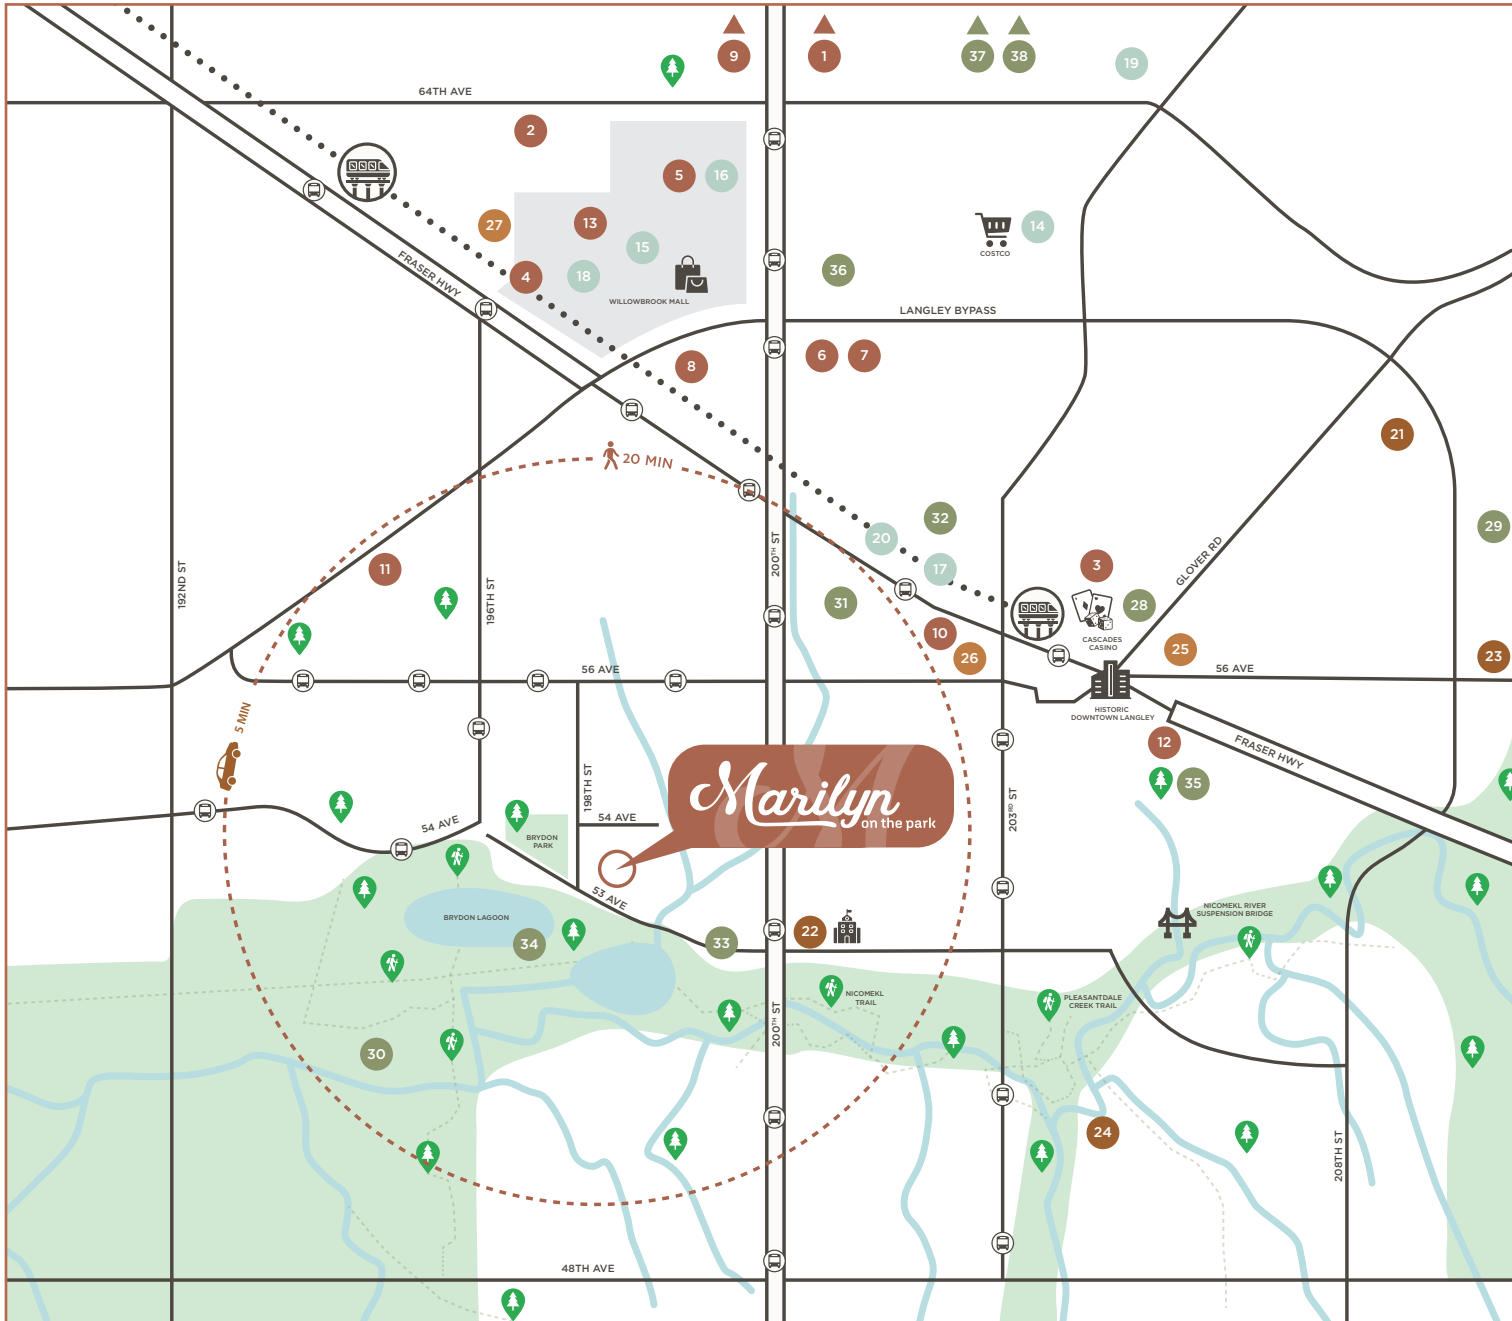 9
1
37
38
19
64TH AVE
2
5
16
27
13
15
14
COSTCO
4
18
36
FRASER HWY
WILLOWBROOK MALL
LANGLEY BYPASS
6
7
8
21
20 MIN
32
29
20
200TH ST
192ND ST
11
17
3
GLOVER RD
196TH ST
31
28
10
CASCADES
CASINO
26
25
23
56 AVE
56 AVE
5 MIN
HISTORIC
DOWNTOWN LANGLEY
12
FRASER HWY
35
198TH ST
Marilyn
on the park
203RD ST
54 AVE
54 AVE
BRYDON
PARK
53 AVE
BRYDON LAGOON
34
33
22
NICOMEKL RIVER
SUSPENSION BRIDGE
NICOMEKL
TRAIL
PLEASANTDALE
CREEK TRAIL
200TH ST
30
24
208TH ST
48TH AVE